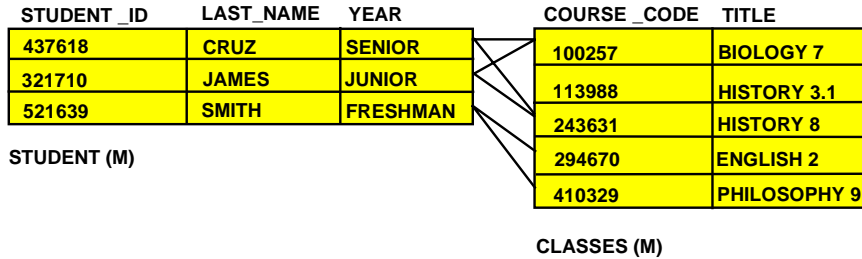 STUDENT _ID LAST_NAME YEAR
437618 CRUZ SENIOR
321710 JAMES JUNIOR
521639 SMITH FRESHMAN
STUDENT (M)
COURSE _CODE TITLE
100257 BIOLOGY 7
113988 HISTORY 3.1
243631 HISTORY 8
294670 ENGLISH 2
410329 PHILOSOPHY 9
CLASSES (M)